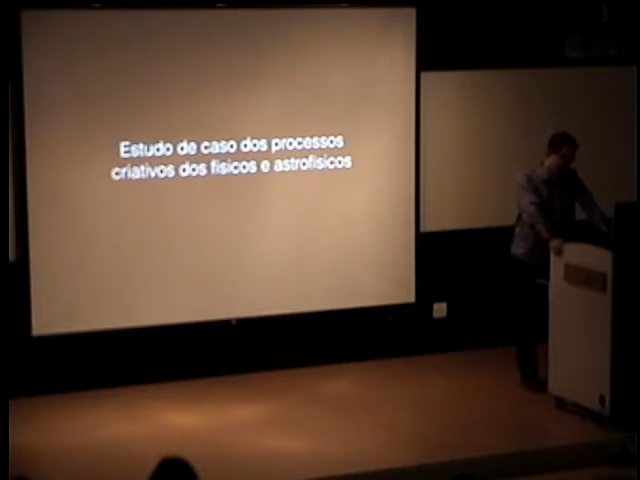 Estudo de caso dos processos
criativos dos físicos e astrofísicos